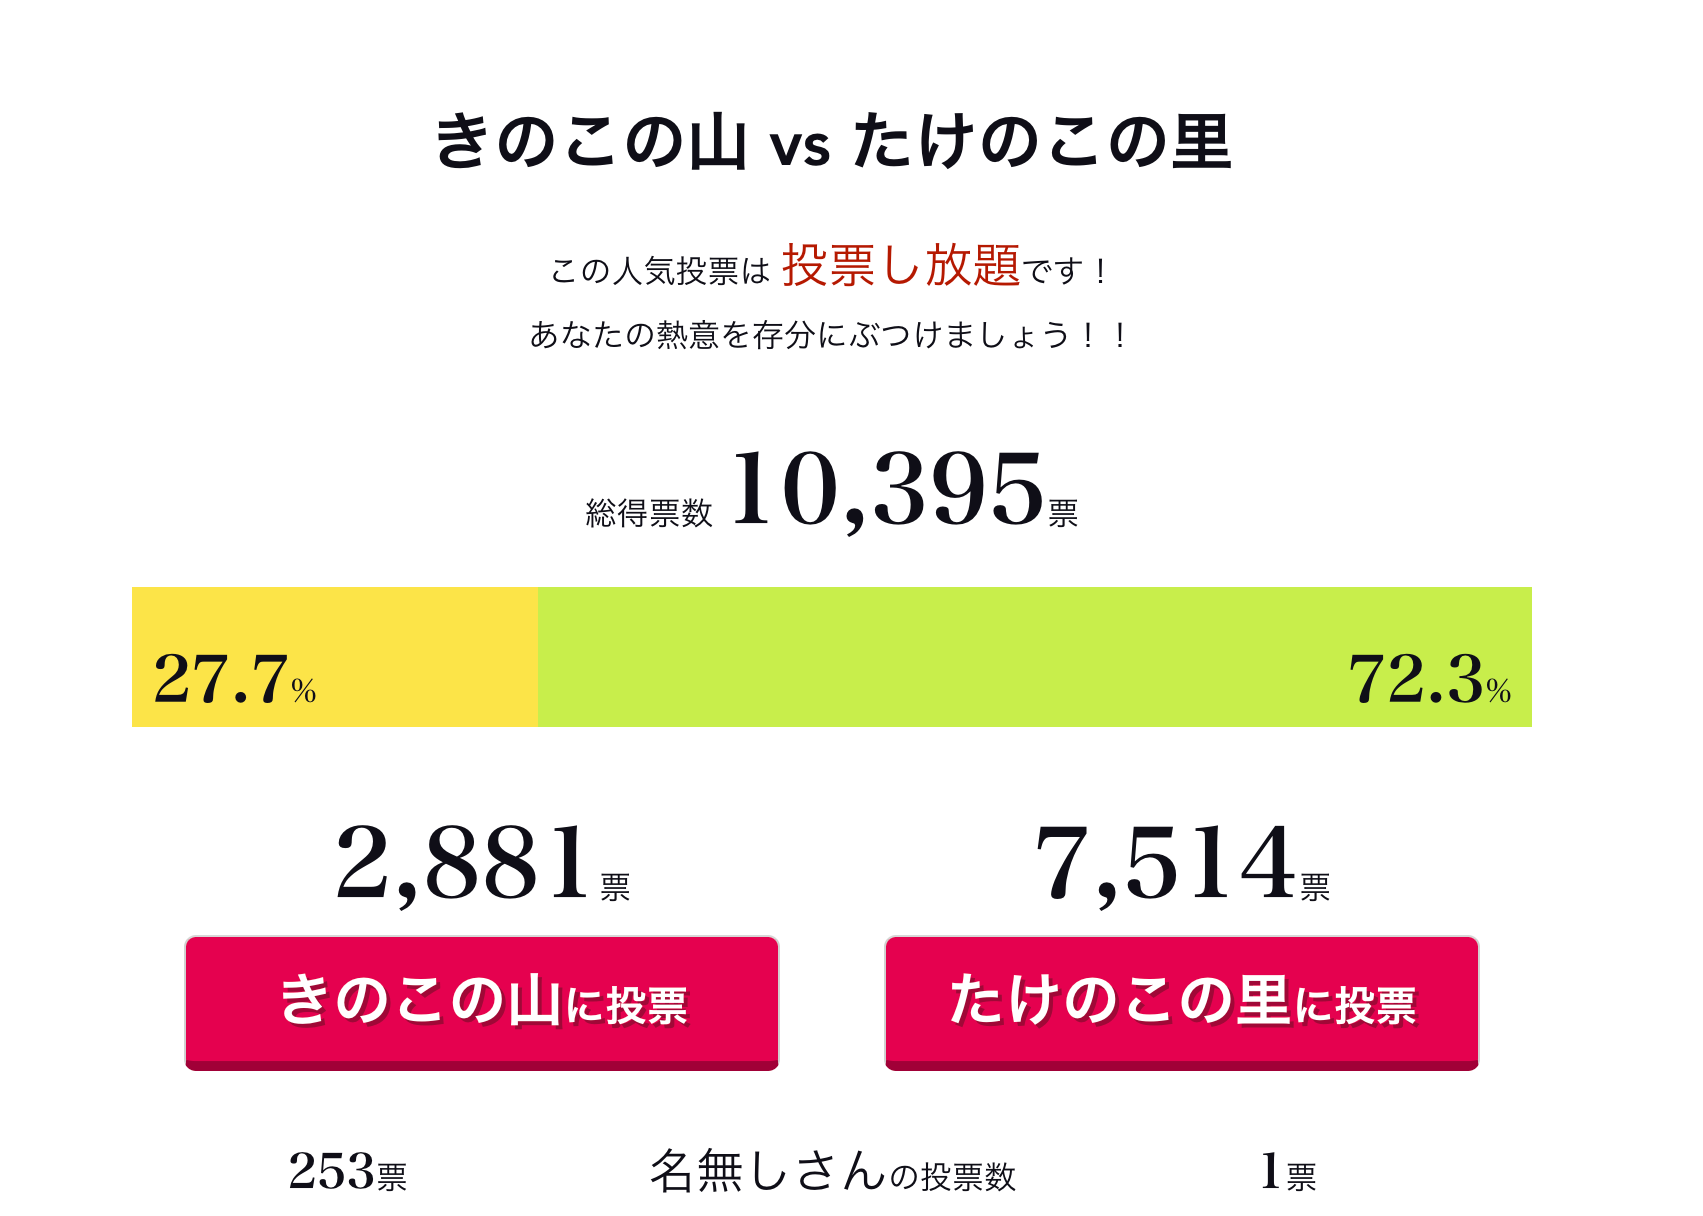 きのこの山 vs たけのこの里
この人気投票は 投票し放題です！
あなたの熱意を存分にぶつけましょう！！
総得票数 10,395票
27.7% 72.3%
2,881票 7,514票
きのこの山に投票 たけのこの里に投票
253票 名無しさんの投票数 1票